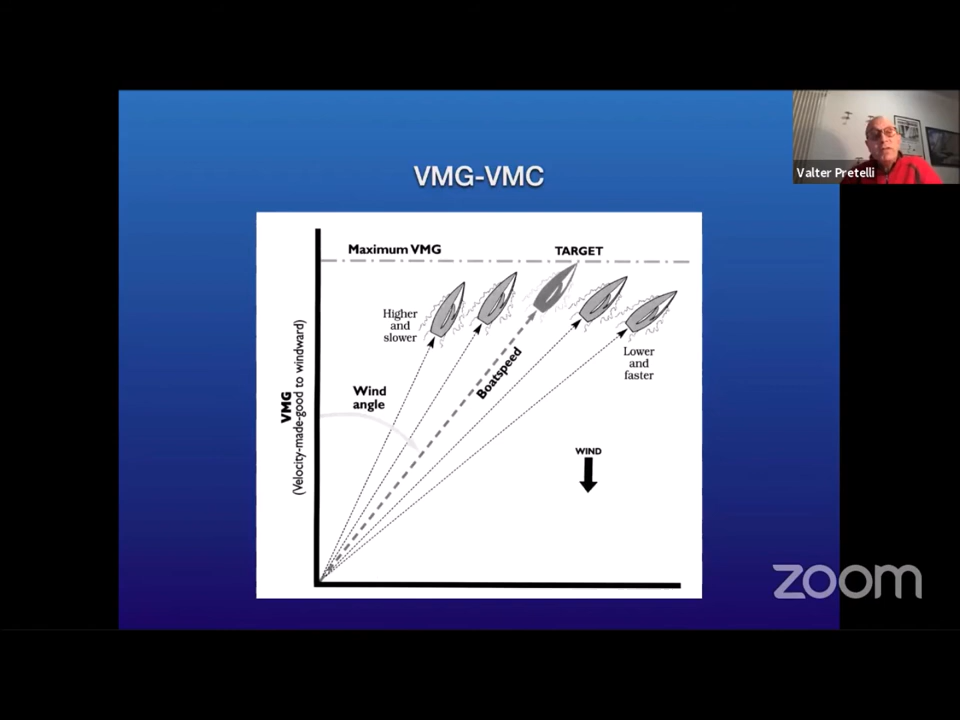 VMG-VMC
Valter Pretelli
Maximum VMG
TARGET
Higher
and
slower
Lower
and
faster
Wind
angle
Boatspeed
VMG
(Velocity-made-good to windward)
WIND
zoom